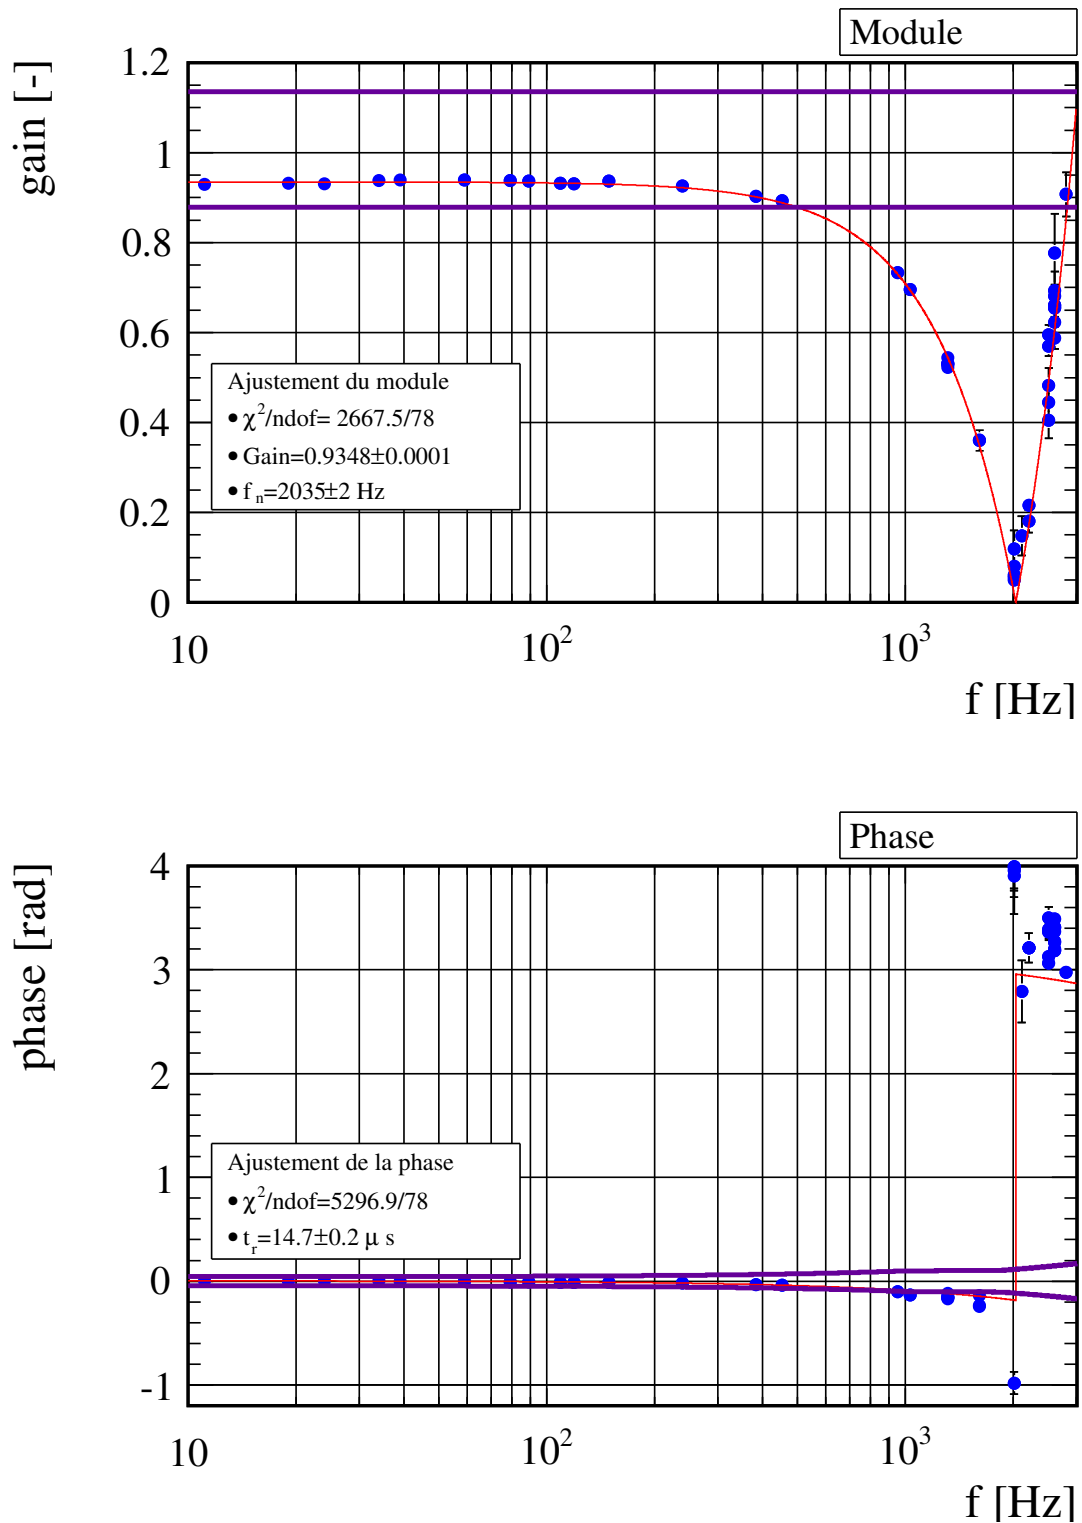 Module
gain [-]
1.2
1
0.8
0.6
0.4
0.2
0
Ajustement du module
• χ²/ndof= 2667.5/78
• Gain=0.9348±0.0001
• f n=2035±2 Hz
10 10² 10³
f [Hz]
Phase
phase [rad]
4
3
2
1
0
-1
Ajustement de la phase
• χ²/ndof=5296.9/78
• t r=14.7±0.2 μ s
10 10² 10³
f [Hz]